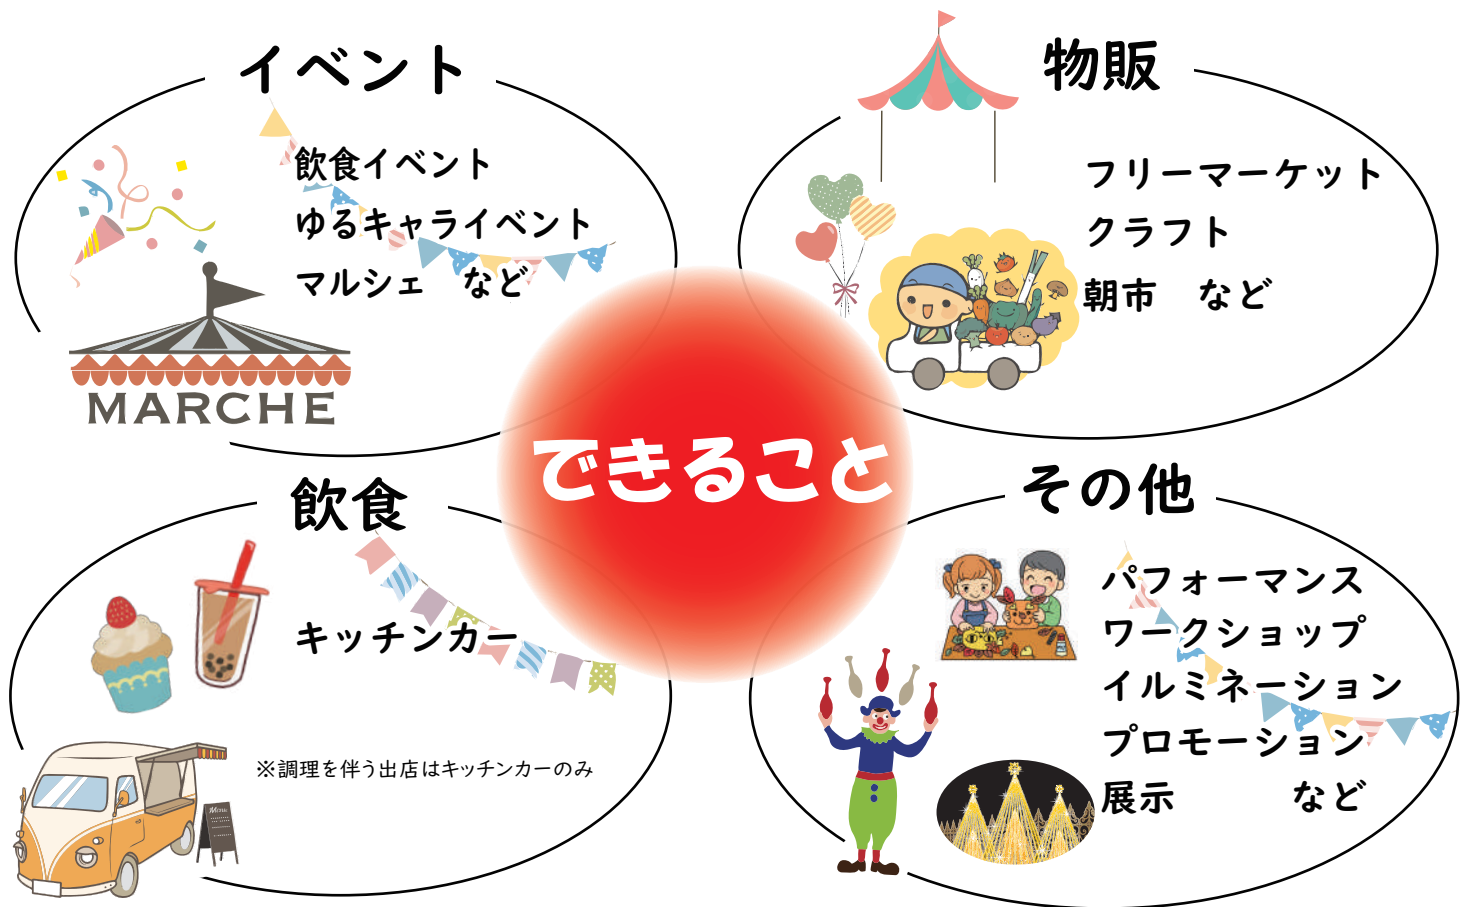 イベント
飲食イベント
ゆるキャライベント
マルシェ　など
MARCHE
物販
フリーマーケット
クラフト
朝市　など
できること
飲食
キッチンカー
※調理を伴う出店はキッチンカーのみ
Menu
その他
パフォーマンス
ワークショップ
イルミネーション
プロモーション
展示　　　など